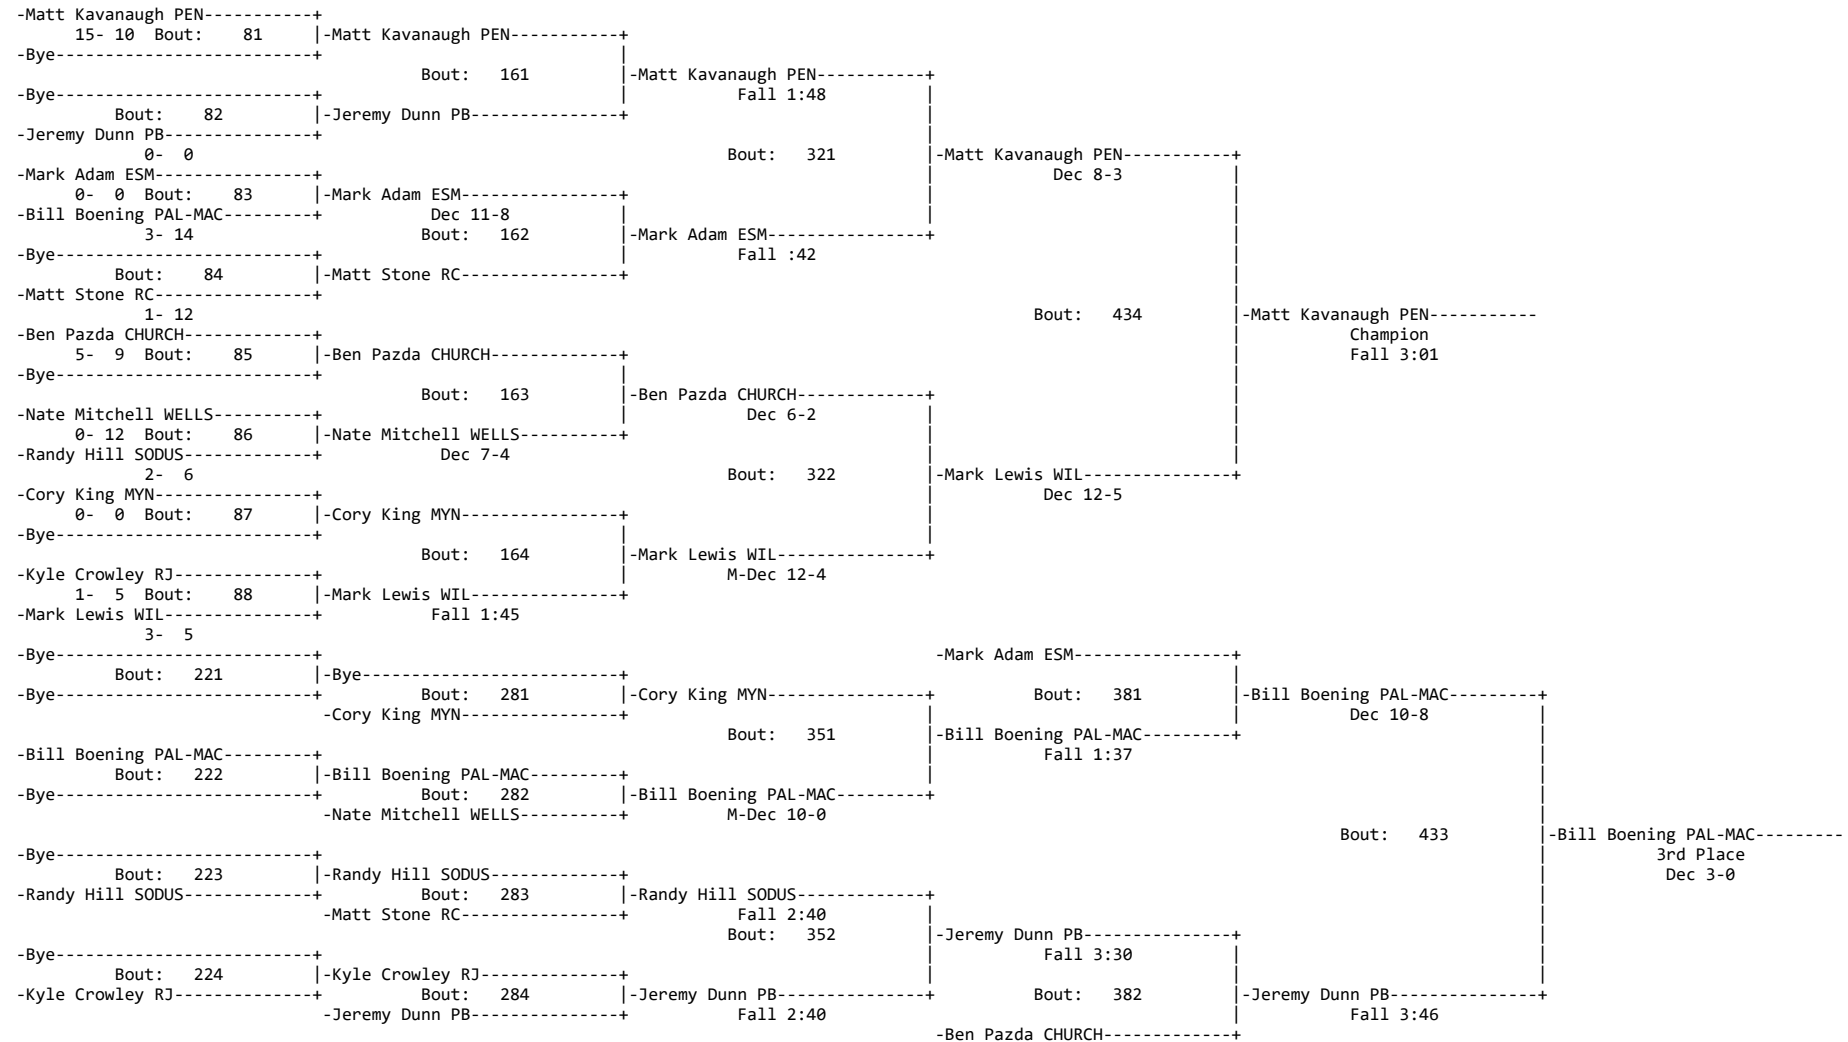 -Matt Kavanaugh PEN-----------+
15- 10 Bout: 81 |-Matt Kavanaugh PEN-----------+
-Bye--------------------------+ |
Bout: 161 |-Matt Kavanaugh PEN-----------+
-Bye--------------------------+ | Fall 1:48 |
Bout: 82 |-Jeremy Dunn PB---------------+ |
-Jeremy Dunn PB---------------+ |
0- 0 Bout: 321 |-Matt Kavanaugh PEN-----------+
-Mark Adam ESM----------------+ | Dec 8-3 |
0- 0 Bout: 83 |-Mark Adam ESM----------------+ | |
-Bill Boening PAL-MAC---------+ Dec 11-8 | | |
3- 14 Bout: 162 |-Mark Adam ESM----------------+ |
-Bye--------------------------+ | Fall :42 |
Bout: 84 |-Matt Stone RC----------------+ |
-Matt Stone RC----------------+ |
1- 12 Bout: 434 |-Matt Kavanaugh PEN-----------
-Ben Pazda CHURCH-------------+ | Champion
5- 9 Bout: 85 |-Ben Pazda CHURCH-------------+ | Fall 3:01
-Bye--------------------------+ | |
Bout: 163 |-Ben Pazda CHURCH-------------+ |
-Nate Mitchell WELLS----------+ | Dec 6-2 | |
0- 12 Bout: 86 |-Nate Mitchell WELLS----------+ | |
-Randy Hill SODUS-------------+ Dec 7-4 | |
2- 6 Bout: 322 |-Mark Lewis WIL---------------+
-Cory King MYN----------------+ | Dec 12-5
0- 0 Bout: 87 |-Cory King MYN----------------+ |
-Bye--------------------------+ | |
Bout: 164 |-Mark Lewis WIL---------------+
-Kyle Crowley RJ--------------+ | M-Dec 12-4
1- 5 Bout: 88 |-Mark Lewis WIL---------------+
-Mark Lewis WIL---------------+ Fall 1:45
3- 5
-Bye--------------------------+ -Mark Adam ESM----------------+
Bout: 221 |-Bye--------------------------+ |
-Bye--------------------------+ Bout: 281 |-Cory King MYN----------------+ Bout: 381 |-Bill Boening PAL-MAC---------+
-Cory King MYN----------------+ | | Dec 10-8 |
Bout: 351 |-Bill Boening PAL-MAC---------+ |
-Bill Boening PAL-MAC---------+ | Fall 1:37 |
Bout: 222 |-Bill Boening PAL-MAC---------+ | |
-Bye--------------------------+ Bout: 282 |-Bill Boening PAL-MAC---------+ |
-Nate Mitchell WELLS----------+ M-Dec 10-0 |
Bout: 433 |-Bill Boening PAL-MAC---------
-Bye--------------------------+ | 3rd Place
Bout: 223 |-Randy Hill SODUS-------------+ | Dec 3-0
-Randy Hill SODUS-------------+ Bout: 283 |-Randy Hill SODUS-------------+ |
-Matt Stone RC----------------+ Fall 2:40 | |
Bout: 352 |-Jeremy Dunn PB---------------+ |
-Bye--------------------------+ | Fall 3:30 | |
Bout: 224 |-Kyle Crowley RJ--------------+ | | |
-Kyle Crowley RJ--------------+ Bout: 284 |-Jeremy Dunn PB---------------+ Bout: 382 |-Jeremy Dunn PB---------------+
-Jeremy Dunn PB---------------+ Fall 2:40 | Fall 3:46
-Ben Pazda CHURCH-------------+